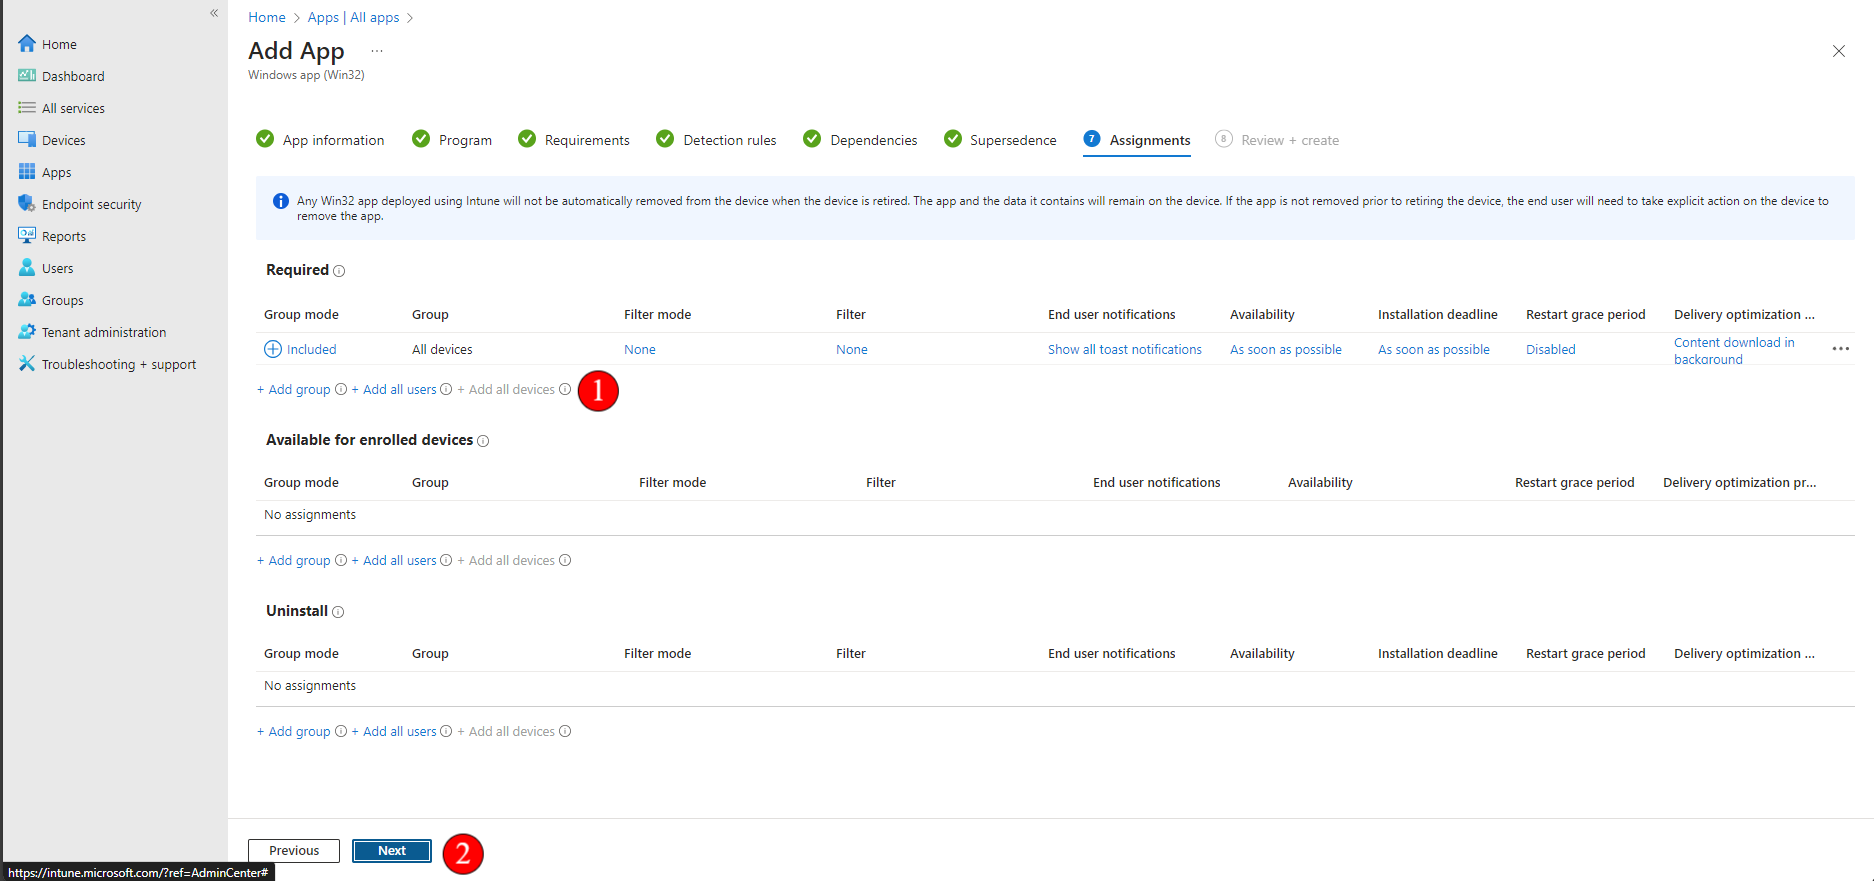 «
Home
Dashboard
All services
Devices
Apps
Endpoint security
Reports
Users
Groups
Tenant administration
Troubleshooting + support
Home > Apps | All apps >
Add App ...
Windows app (Win32)
App information Program Requirements Detection rules Dependencies Supersedence 7 Assignments 8 Review + create
Any Win32 app deployed using Intune will not be automatically removed from the device when the device is retired. The app and the data it contains will remain on the device. If the app is not removed prior to retiring the device, the end user will need to take explicit action on the device to
remove the app.
Required
Group mode Group Filter mode Filter End user notifications Availability Installation deadline Restart grace period Delivery optimization ...
Included All devices None None Show all toast notifications As soon as possible As soon as possible Disabled Content download in
background
+ Add group + Add all users + Add all devices 1
Available for enrolled devices
Group mode Group Filter mode Filter End user notifications Availability Restart grace period Delivery optimization pr...
No assignments
+ Add group + Add all users + Add all devices
Uninstall
Group mode Group Filter mode Filter End user notifications Availability Installation deadline Restart grace period Delivery optimization ...
No assignments
+ Add group + Add all users + Add all devices
Previous Next 2
https://intune.microsoft.com/?ref=AdminCenter#